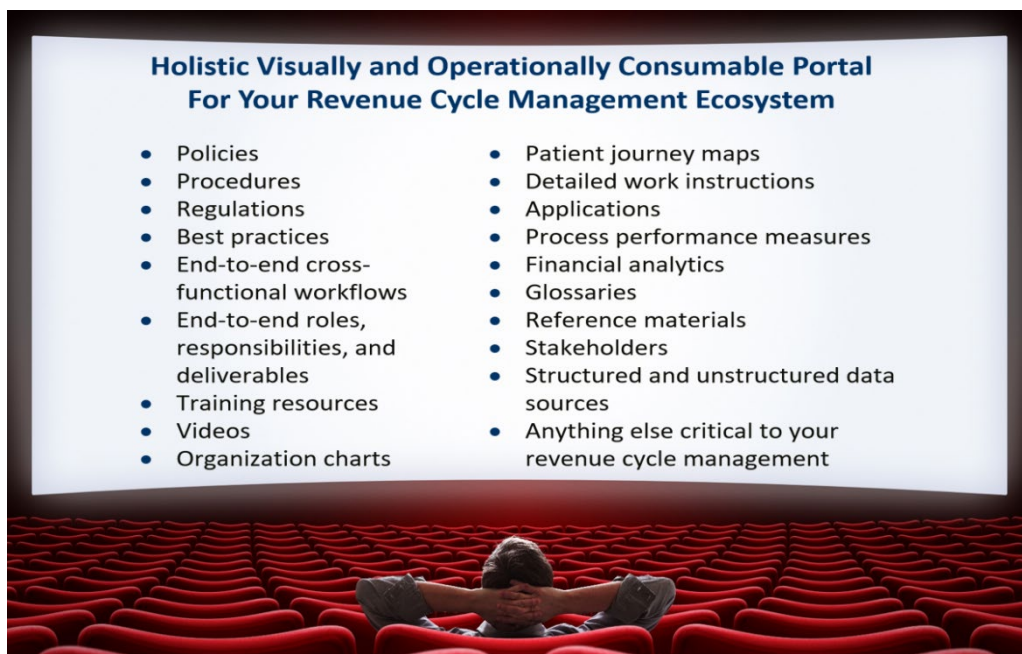 Holistic Visually and Operationally Consumable Portal
For Your Revenue Cycle Management Ecosystem
• Policies
• Procedures
• Regulations
• Best practices
• End-to-end cross-
functional workflows
• End-to-end roles,
responsibilities, and
deliverables
• Training resources
• Videos
• Organization charts
• Patient journey maps
• Detailed work instructions
• Applications
• Process performance measures
• Financial analytics
• Glossaries
• Reference materials
• Stakeholders
• Structured and unstructured data
sources
• Anything else critical to your
revenue cycle management